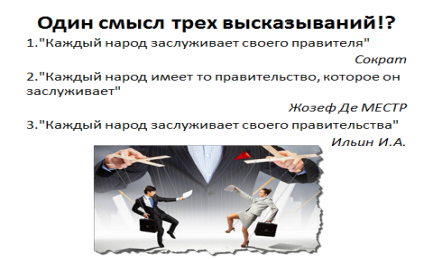 Один смысл трех высказываний!?
1."Каждый народ заслуживает своего правителя"
Сократ
2."Каждый народ имеет то правительство, которое он
заслуживает"
Жозеф Де МЕСТР
3."Каждый народ заслуживает своего правительства"
Ильин И.А.